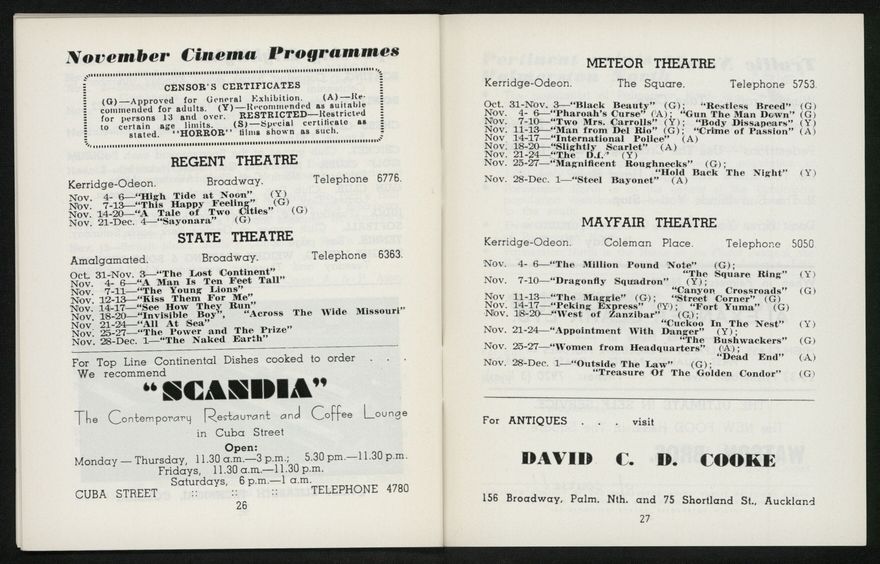 November Cinema Programmes
CENSOR'S CERTIFICATES
(G)—Approved for General Exhibition. (A)—Re-
commended for adults. (Y)—Recommended as suitable
for persons 13 and over. RESTRICTED—Restricted
to certain age limits. (S)—Special certificate as
stated. "HORROR" films shown as such.
REGENT THEATRE
Kerridge-Odeon. Broadway. Telephone 6776.
Nov. 4- 6—"High Tide at Noon" (Y)
Nov. 7-13—"This Happy Feeling" (G)
Nov. 14-20—"A Tale of Two Cities" (G)
Nov. 21-Dec. 4—"Sayonara" (G)
STATE THEATRE
Amalgamated. Broadway. Telephone 6363.
Oct. 31-Nov. 3—"The Lost Continent"
Nov. 4- 6—"A Man Is Ten Feet Tall"
Nov. 7-11—"The Young Lions"
Nov. 12-13—"Kiss Them For Me"
Nov. 14-17—"See How They Run"
Nov. 18-20—"Invisible Boy", "Across The Wide Missouri"
Nov. 21-24—"All At Sea"
Nov. 25-27—"The Power and The Prize"
Nov. 28-Dec. 1—"The Naked Earth"
For Top Line Continental Dishes cooked to order . . .
We recommend
"SCANDIA"
The Contemporary Restaurant and Coffee Lounge
in Cuba Street
Open:
Monday — Thursday, 11.30 a.m.—3 p.m.; 5.30 pm.—11.30 p.m.
Fridays, 11.30 a.m.—11.30 p.m.
Saturdays, 6 p.m.—1 a.m.
CUBA STREET :: :: :: TELEPHONE 4780
26
METEOR THEATRE
Kerridge-Odeon. The Square. Telephone 5753.
Oct. 31-Nov. 3—"Black Beauty" (G); "Restless Breed" (G)
Nov. 4- 6—"Pharoah's Curse" (A); "Gun The Man Down" (G)
Nov. 7-10—"Two Mrs. Carrolls" (Y); "Body Dissapears" (Y)
Nov. 11-13—"Man from Del Rio" (G); "Crime of Passion" (A)
Nov. 14-17—"International Police" (A)
Nov. 18-20—"Slightly Scarlet" (A)
Nov. 21-24—"The D.I." (Y)
Nov. 25-27—"Magnificent Roughnecks" (G);
"Hold Back The Night" (Y)
Nov. 28-Dec. 1—"Steel Bayonet" (A)
MAYFAIR THEATRE
Kerridge-Odeon. Coleman Place. Telephone 5050
Nov. 4- 6—"The Million Pound Note" (G);
"The Square Ring" (Y)
Nov. 7-10—"Dragonfly Squadron" (Y);
"Canyon Crossroads" (G)
Nov 11-13—"The Maggie" (G); "Street Corner" (G)
Nov. 14-17—"Peking Express" (Y); "Fort Yuma" (G)
Nov. 18-20—"West of Zanzibar" (G);
"Cuckoo In The Nest" (Y)
Nov. 21-24—"Appointment With Danger" (Y);
"The Bushwackers" (G)
Nov. 25-27—"Women from Headquarters" (A);
"Dead End" (A)
Nov. 28-Dec. 1—"Outside The Law" (G);
"Treasure Of The Golden Condor" (G)
For ANTIQUES . . . visit
DAVID C. D. COOKE
156 Broadway, Palm. Nth. and 75 Shortland St., Auckland
27